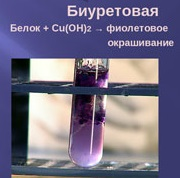 Биуретовая
Белок + Cu(OH)2 → фиолетовое
окрашивание